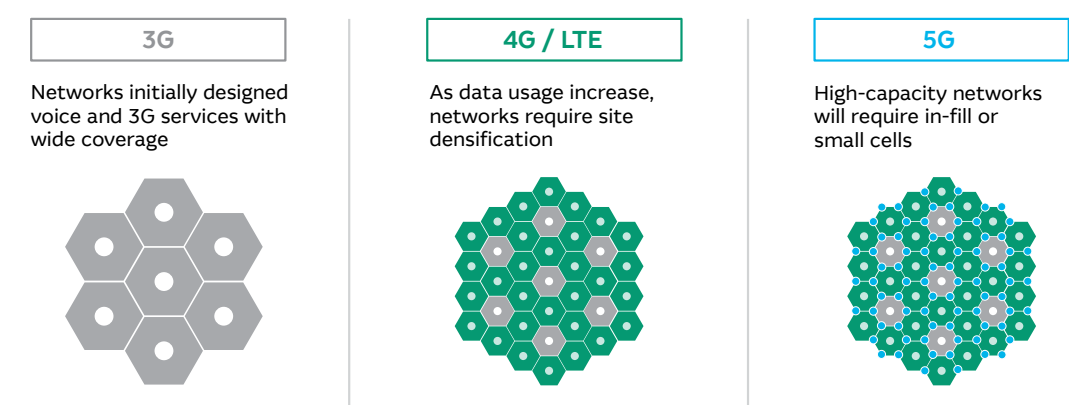 3G
Networks initially designed
voice and 3G services with
wide coverage
4G / LTE
As data usage increase,
networks require site
densification
5G
High-capacity networks
will require in-fill or
small cells